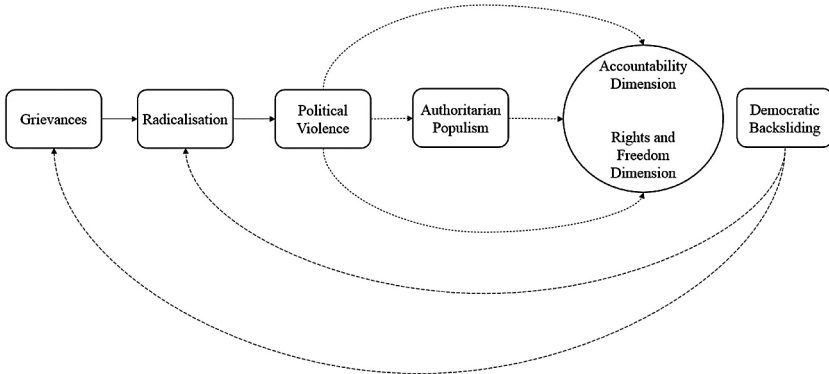 Grievances
Radicalisation
Political
Violence
Authoritarian
Populism
Accountability
Dimension
Rights and
Freedom
Dimension
Democratic
Backsliding